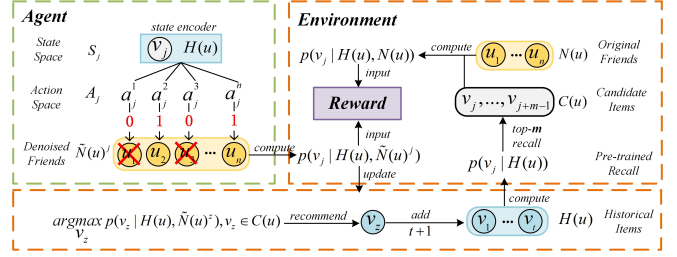 Agent
state encoder
State Space S_j v_j H(u)
Action Space A_j a_j^1 a_j^2 a_j^3 a_j^n
0 1 0 1
Denoised Friends Ñ(u)^j u_2 ... u_n
compute
Environment
p(v_j | H(u), N(u)) compute u_1 ... u_n N(u) Original Friends
input
Reward
v_j,...,v_{j+m-1} C(u) Candidate Items
input
top-m recall
p(v_j | H(u), Ñ(u)^j) p(v_j | H(u)) Pre-trained Recall
update
compute
argmax_{v_z} p(v_z | H(u), Ñ(u)^z), v_z ∈ C(u) recommend v_z add t+1 v_1 ... v_t H(u) Historical Items